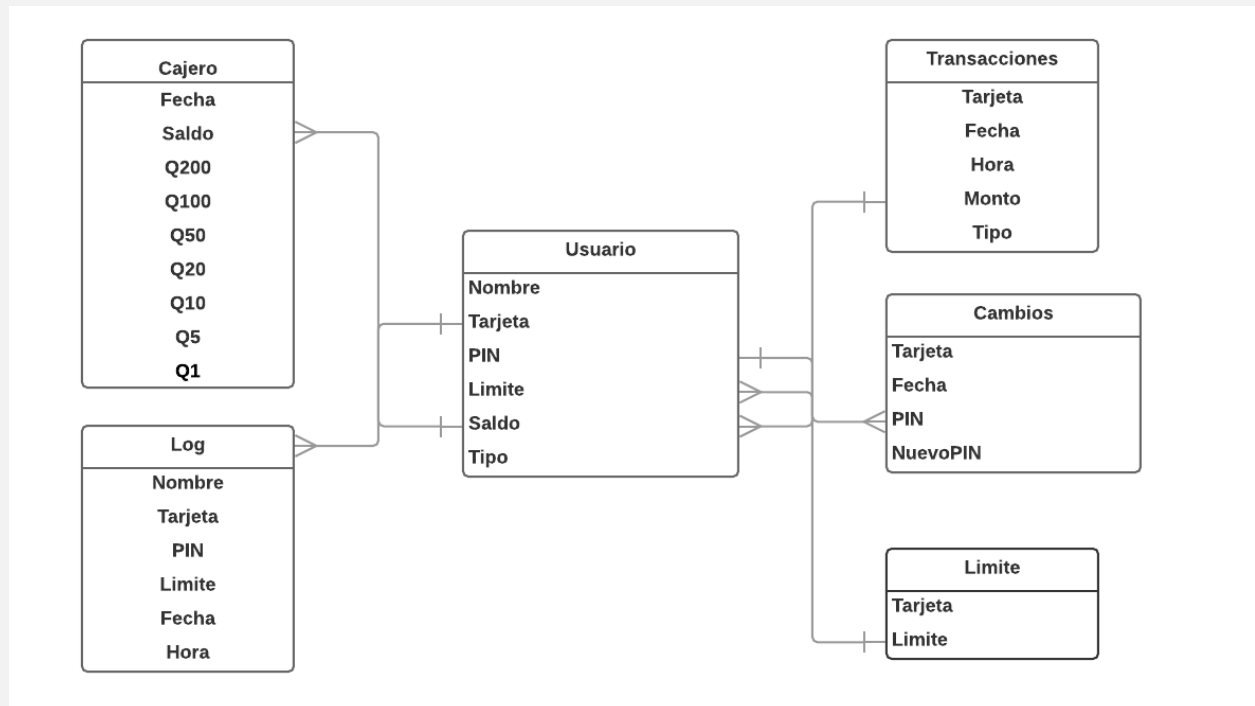 Cajero
Fecha
Saldo
Q200
Q100
Q50
Q20
Q10
Q5
Q1
Log
Nombre
Tarjeta
PIN
Limite
Fecha
Hora
Usuario
Nombre
Tarjeta
PIN
Limite
Saldo
Tipo
Transacciones
Tarjeta
Fecha
Hora
Monto
Tipo
Cambios
Tarjeta
Fecha
PIN
NuevoPIN
Limite
Tarjeta
Limite